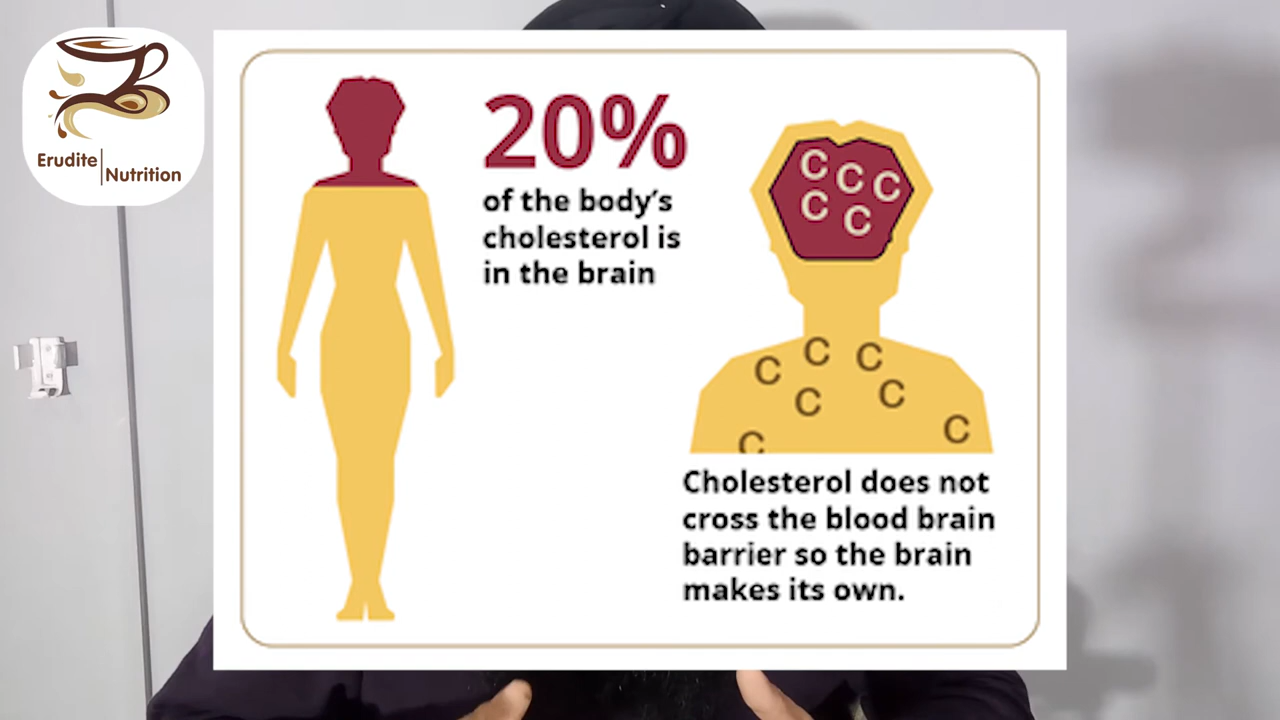 Erudite
Nutrition
20%
of the body's
cholesterol is
in the brain
C
C
C
C
C
C
C
C
C
C
C
C
Cholesterol does not
cross the blood brain
barrier so the brain
makes its own.